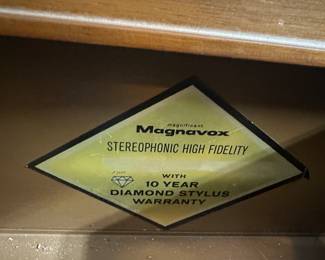 magnificent
Magnavox
STEREOPHONIC HIGH FIDELITY
WITH
10 YEAR
DIAMOND STYLUS
WARRANTY